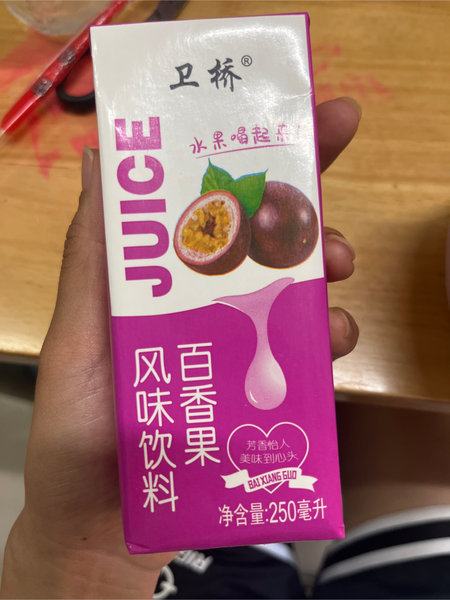 卫桥®
水果喝起来!
JUICE
百香果
风味饮料
芳香怡人
美味到心头
BAI XIANG GUO
净含量:250毫升